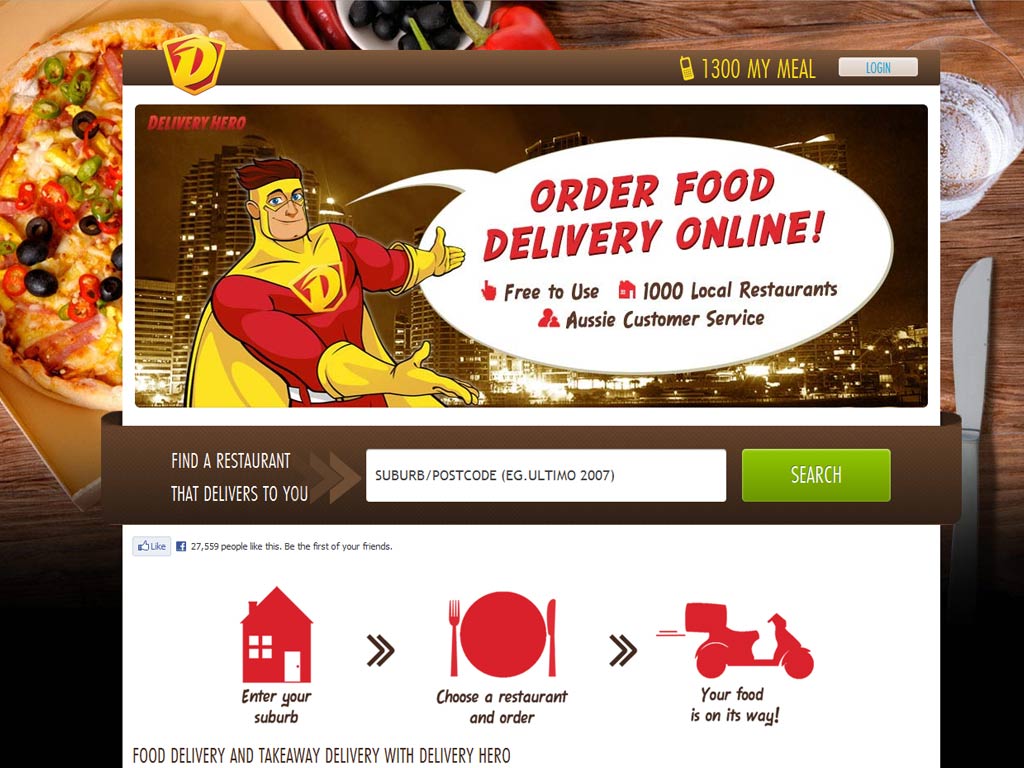 D
1300 MY MEAL
LOGIN
DELIVERY HERO
ORDER FOOD
DELIVERY ONLINE!
Free to Use 1000 Local Restaurants
Aussie Customer Service
D
FIND A RESTAURANT
THAT DELIVERS TO YOU
SUBURB/POSTCODE (EG.ULTIMO 2007)
SEARCH
Like 27,559 people like this. Be the first of your friends.
Enter your
suburb
Choose a restaurant
and order
Your food
is on its way!
FOOD DELIVERY AND TAKEAWAY DELIVERY WITH DELIVERY HERO